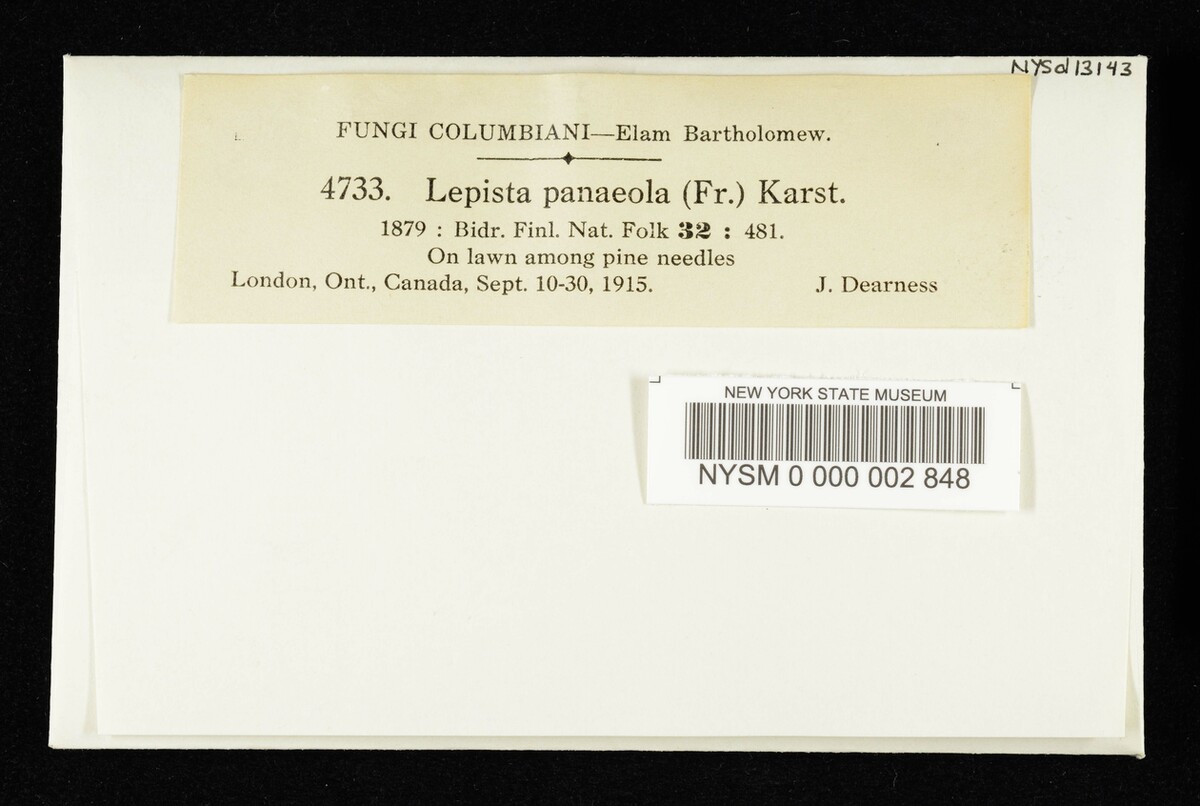 NYSd13143
FUNGI COLUMBIANI—Elam Bartholomew.
4733. Lepista panaeola (Fr.) Karst.
1879 : Bidr. Finl. Nat. Folk 32 : 481.
On lawn among pine needles
London, Ont., Canada, Sept. 10-30, 1915. J. Dearness
NEW YORK STATE MUSEUM
NYSM 0 000 002 848